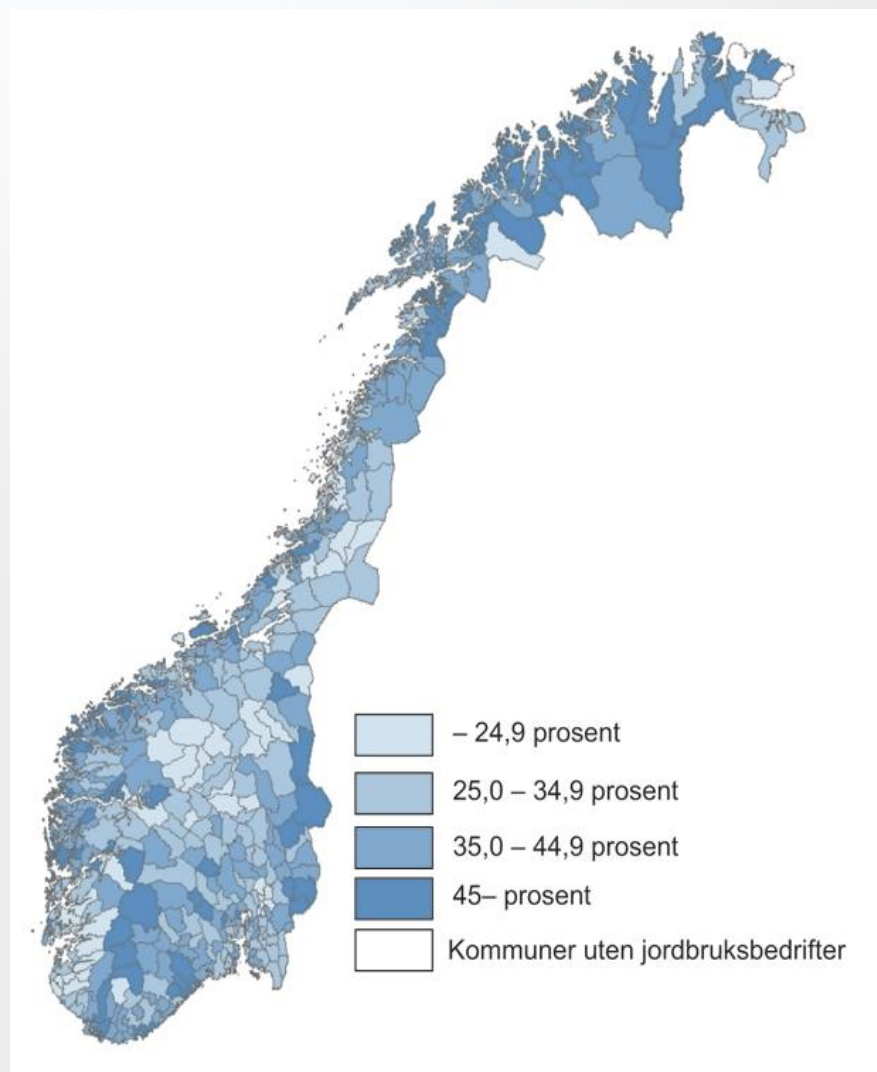 – 24,9 prosent
25,0 – 34,9 prosent
35,0 – 44,9 prosent
45– prosent
Kommuner uten jordbruksbedrifter